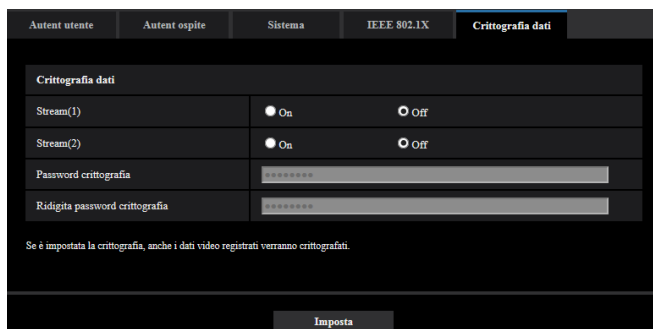 Autent utente Autent ospite Sistema IEEE 802.1X Crittografia dati
Crittografia dati
Stream(1) On Off
Stream(2) On Off
Password crittografia ••••••••
Ridigita password crittografia ••••••••
Se è impostata la crittografia, anche i dati video registrati verranno crittografati.
Imposta